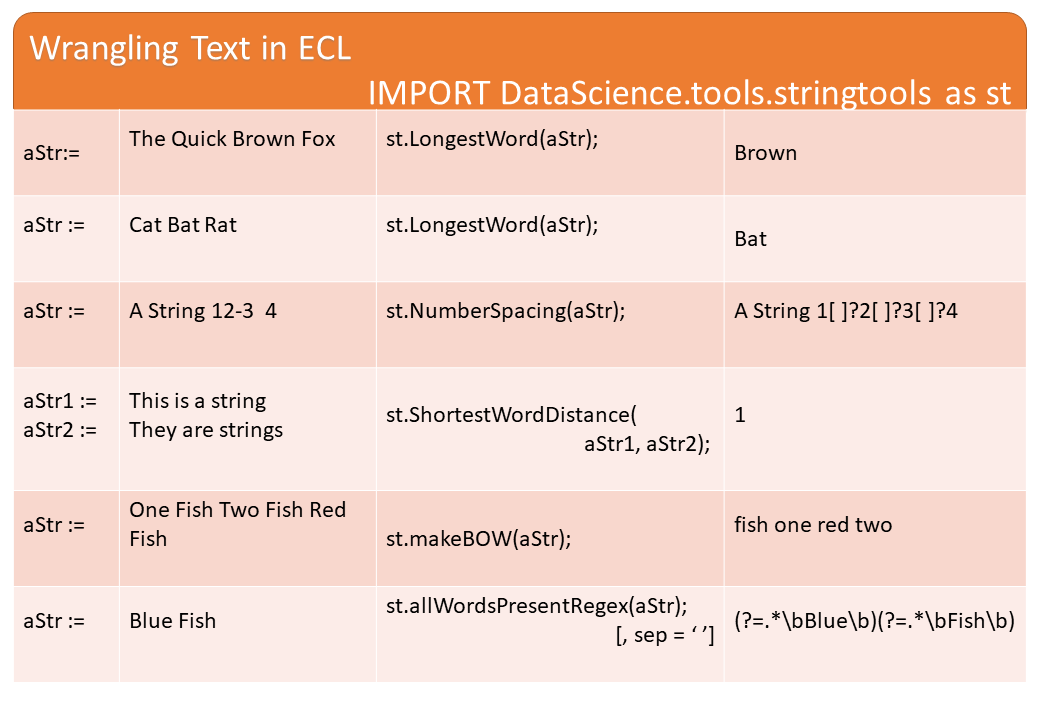 Wrangling Text in ECL
IMPORT DataScience.tools.stringtools as st
aStr:=
The Quick Brown Fox
st.LongestWord(aStr);
Brown
aStr :=
Cat Bat Rat
st.LongestWord(aStr);
Bat
aStr :=
A String 12-3  4
st.NumberSpacing(aStr);
A String 1[ ]?2[ ]?3[ ]?4
aStr1 :=
aStr2 :=
This is a string
They are strings
st.ShortestWordDistance(
aStr1, aStr2);
1
aStr :=
One Fish Two Fish Red
Fish
st.makeBOW(aStr);
fish one red two
aStr :=
Blue Fish
st.allWordsPresentRegex(aStr);
[, sep = ‘ ’]
(?=.*\bBlue\b)(?=.*\bFish\b)